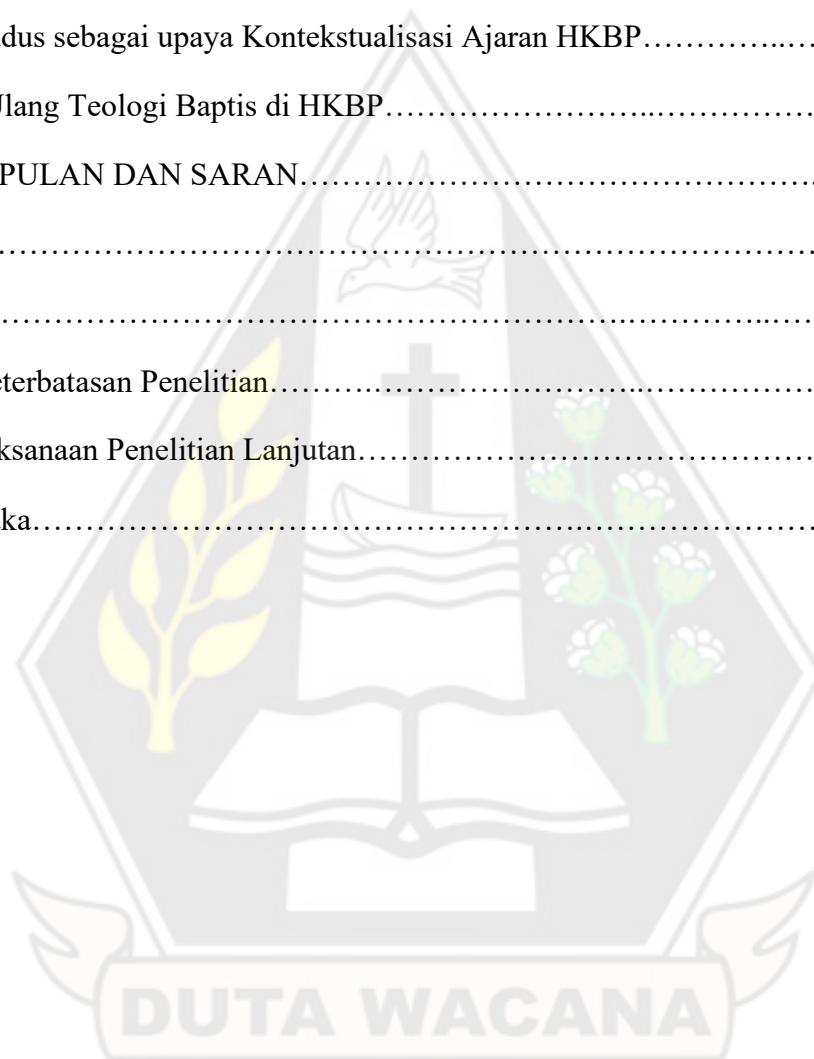 dus sebagai upaya Kontekstualisasi Ajaran HKBP…………..….
Ulang Teologi Baptis di HKBP……………………..…………….
PULAN DAN SARAN……………………………………………….
……………………………………………………………………….
…………………………………………………….…………..….
eterbatasan Penelitian……….…….…………………..…………….
ksanaan Penelitian Lanjutan……………………………………….
ka……………………………………………….………………….
DUTA WACANA